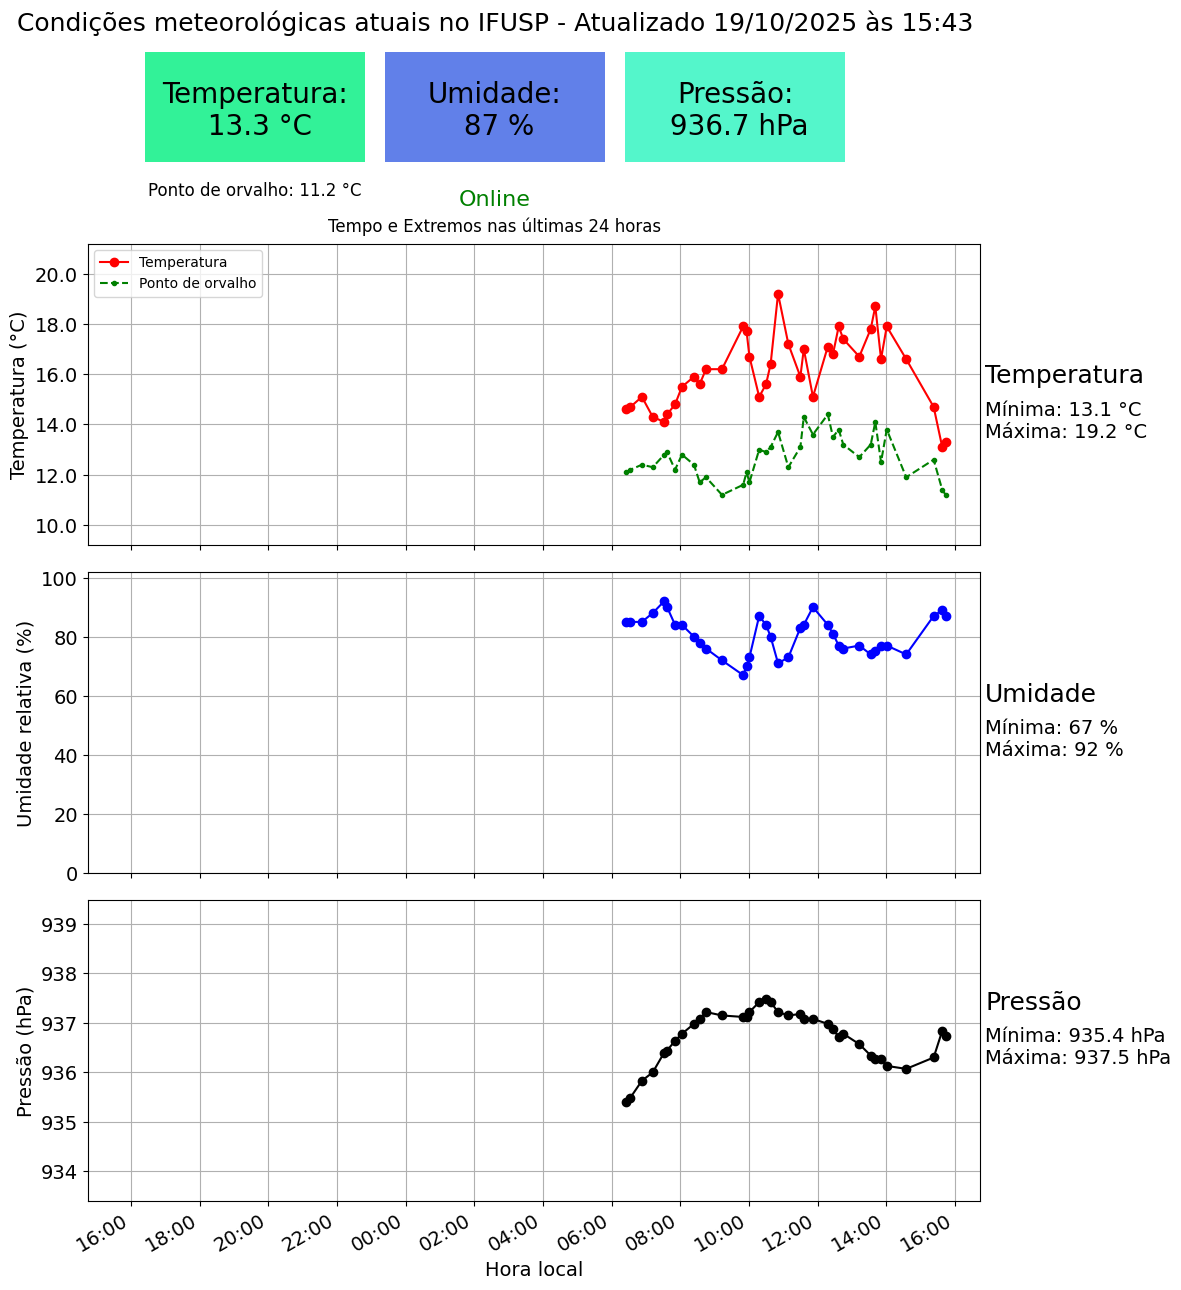 Condições meteorológicas atuais no IFUSP - Atualizado 19/10/2025 às 15:43
Temperatura:
13.3 °C
Umidade:
87 %
Pressão:
936.7 hPa
Ponto de orvalho: 11.2 °C
Online
Tempo e Extremos nas últimas 24 horas
Temperatura
Ponto de orvalho
Temperatura (°C)
20.0
18.0
16.0
14.0
12.0
10.0
Temperatura
Mínima: 13.1 °C
Máxima: 19.2 °C
Umidade relativa (%)
100
80
60
40
20
0
Umidade
Mínima: 67 %
Máxima: 92 %
Pressão (hPa)
939
938
937
936
935
934
Pressão
Mínima: 935.4 hPa
Máxima: 937.5 hPa
16:00
18:00
20:00
22:00
00:00
02:00
04:00
06:00
08:00
10:00
12:00
14:00
16:00
Hora local